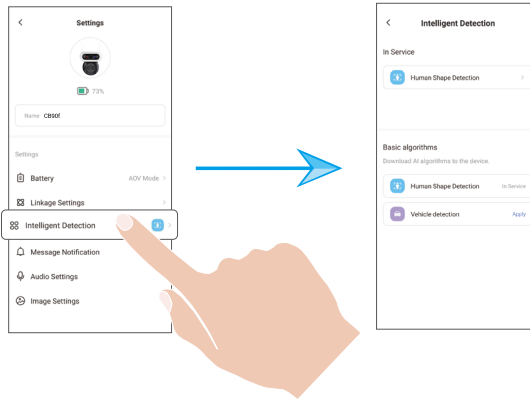 Settings
73%
Name CB90f
Settings
Battery AOV Mode
Linkage Settings
Intelligent Detection
Message Notification
Audio Settings
Image Settings
Intelligent Detection
In Service
Human Shape Detection
Basic algorithms
Download AI algorithms to the device.
Human Shape Detection In Service
Vehicle detection Apply